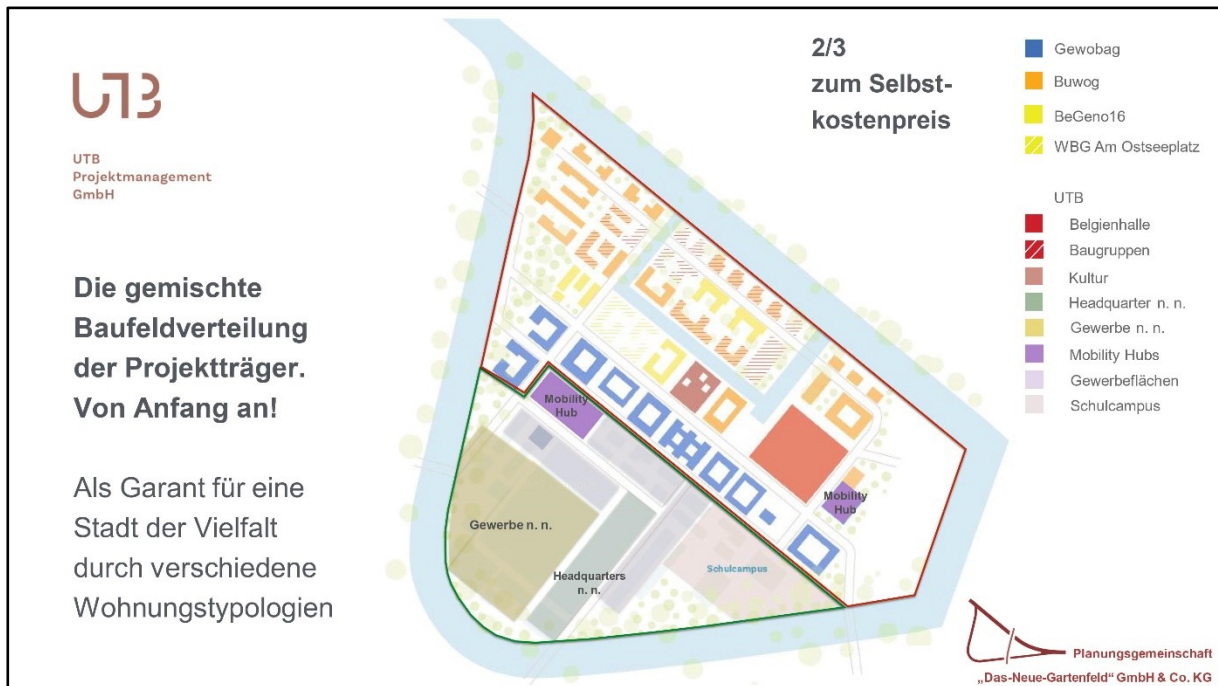 UTB
UTB
Projektmanagement
GmbH
Die gemischte
Baufeldverteilung
der Projektträger.
Von Anfang an!
Als Garant für eine
Stadt der Vielfalt
durch verschiedene
Wohnungstypologien
2/3
zum Selbst-
kostenpreis
Gewobag
Buwog
BeGeno16
WBG Am Ostseeplatz
UTB
Belgienhalle
Baugruppen
Kultur
Headquarter n. n.
Gewerbe n. n.
Mobility Hubs
Gewerbeflächen
Schulcampus
Mobility
Hub
Mobility
Hub
Gewerbe n. n.
Headquarters
n. n.
Schulcampus
Planungsgemeinschaft
„Das-Neue-Gartenfeld“ GmbH & Co. KG